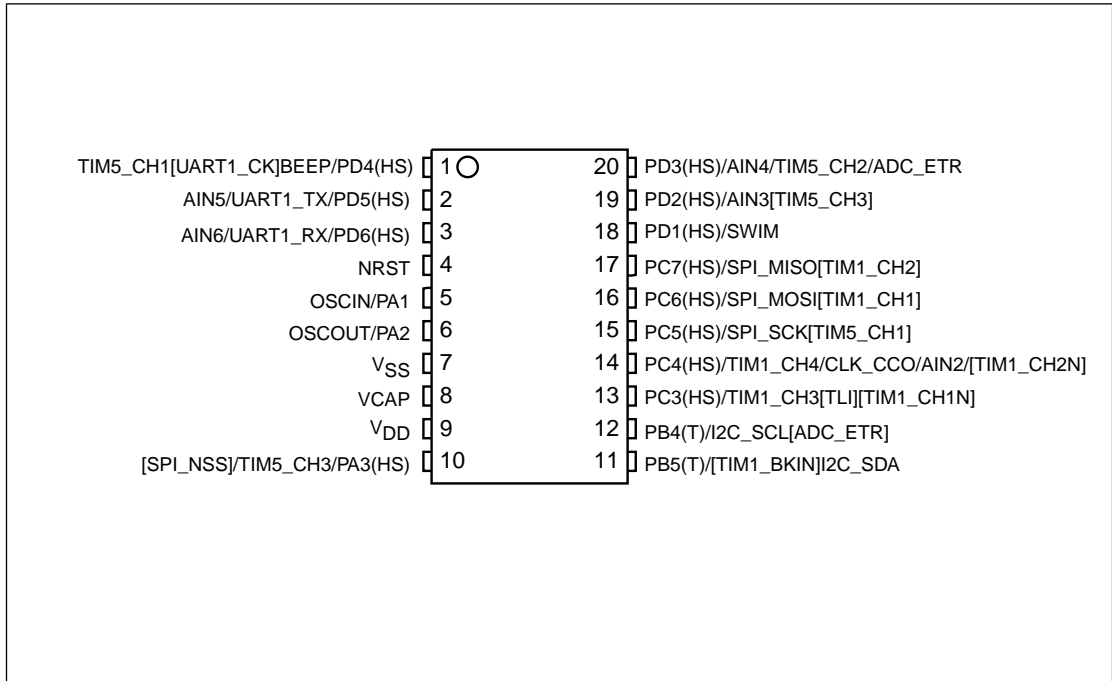 TIM5_CH1[UART1_CK]BEEP/PD4(HS) 1 20 PD3(HS)/AIN4/TIM5_CH2/ADC_ETR
AIN5/UART1_TX/PD5(HS) 2 19 PD2(HS)/AIN3[TIM5_CH3]
AIN6/UART1_RX/PD6(HS) 3 18 PD1(HS)/SWIM
NRST 4 17 PC7(HS)/SPI_MISO[TIM1_CH2]
OSCIN/PA1 5 16 PC6(HS)/SPI_MOSI[TIM1_CH1]
OSCOUT/PA2 6 15 PC5(HS)/SPI_SCK[TIM5_CH1]
VSS 7 14 PC4(HS)/TIM1_CH4/CLK_CCO/AIN2/[TIM1_CH2N]
VCAP 8 13 PC3(HS)/TIM1_CH3[TLI][TIM1_CH1N]
VDD 9 12 PB4(T)/I2C_SCL[ADC_ETR]
[SPI_NSS]/TIM5_CH3/PA3(HS) 10 11 PB5(T)/[TIM1_BKIN]I2C_SDA